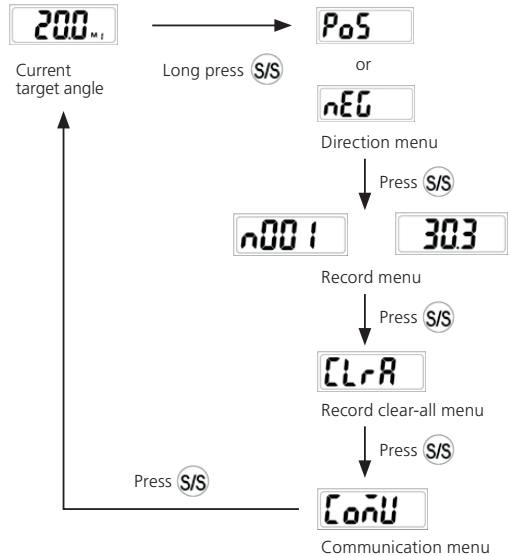 20.0 M1
PoS
Current
target angle
Long press S/S
or
nEG
Direction menu
Press S/S
n001
30.3
Record menu
Press S/S
CLrA
Record clear-all menu
Press S/S
Press S/S
ComU
Communication menu